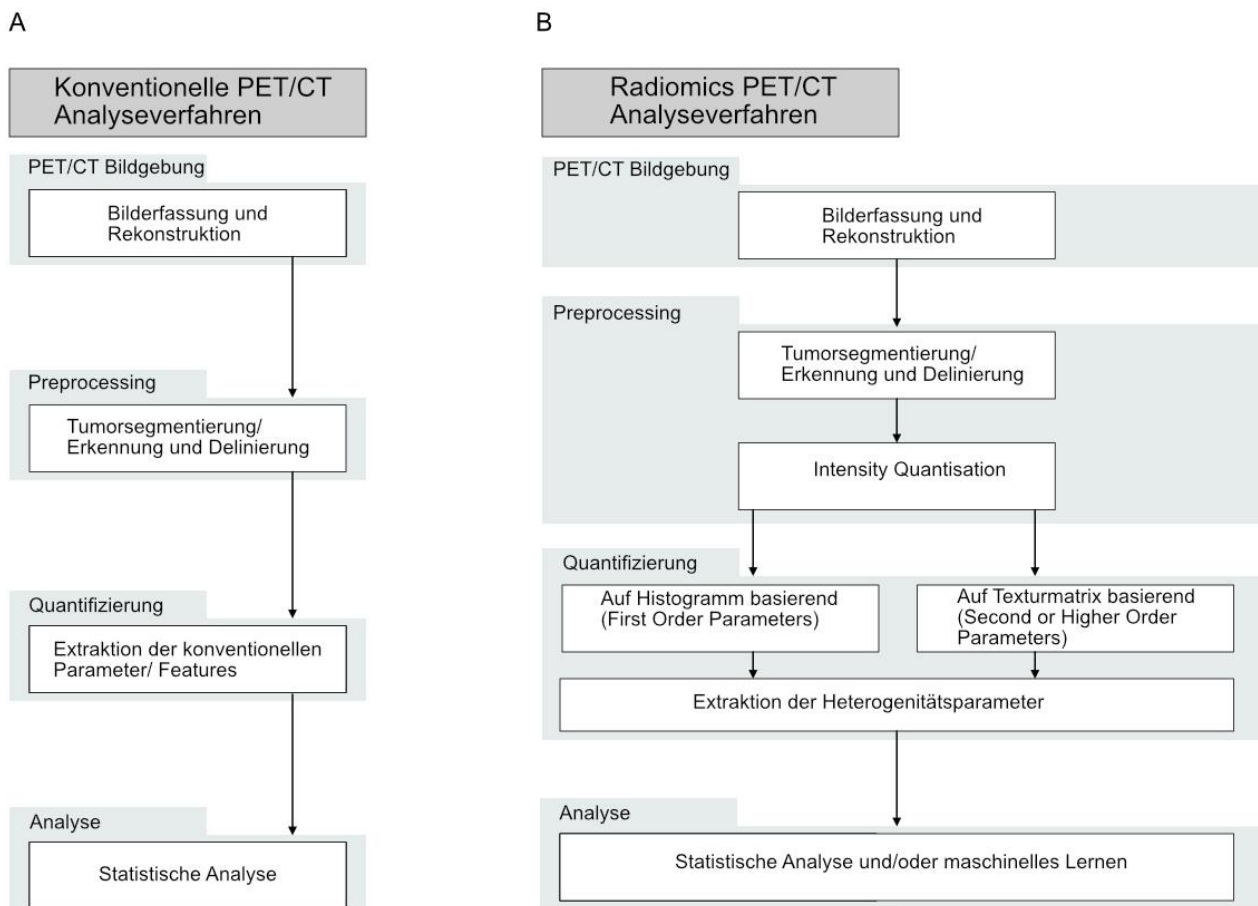 A
Konventionelle PET/CT
Analyseverfahren
PET/CT Bildgebung
Bilderfassung und
Rekonstruktion
Preprocessing
Tumorsegmentierung/
Erkennung und Delinierung
Quantifizierung
Extraktion der konventionellen
Parameter/ Features
Analyse
Statistische Analyse
B
Radiomics PET/CT
Analyseverfahren
PET/CT Bildgebung
Bilderfassung und
Rekonstruktion
Preprocessing
Tumorsegmentierung/
Erkennung und Delinierung
Intensity Quantisation
Quantifizierung
Auf Histogramm basierend
(First Order Parameters)
Auf Texturmatrix basierend
(Second or Higher Order
Parameters)
Extraktion der Heterogenitätsparameter
Analyse
Statistische Analyse und/oder maschinelles Lernen